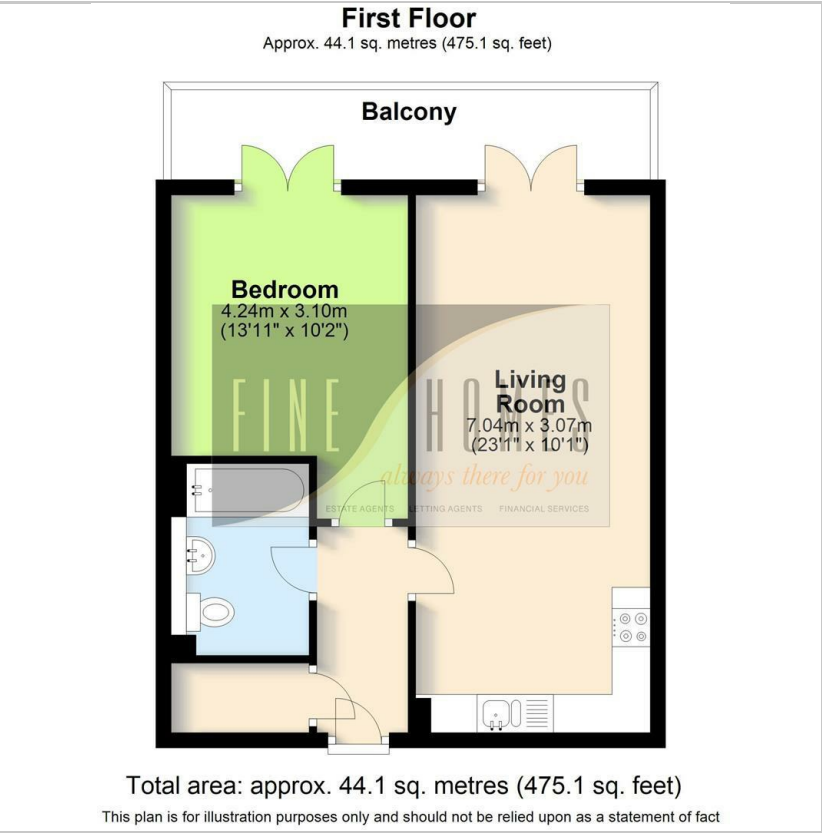 First Floor
Approx. 44.1 sq. metres (475.1 sq. feet)
Balcony
Bedroom
4.24m x 3.10m
(13'11" x 10'2")
Living
Room
7.04m x 3.07m
(23'1" x 10'1")
FINE HOMES
always there for you
ESTATE AGENTS LETTING AGENTS FINANCIAL SERVICES
Total area: approx. 44.1 sq. metres (475.1 sq. feet)
This plan is for illustration purposes only and should not be relied upon as a statement of fact